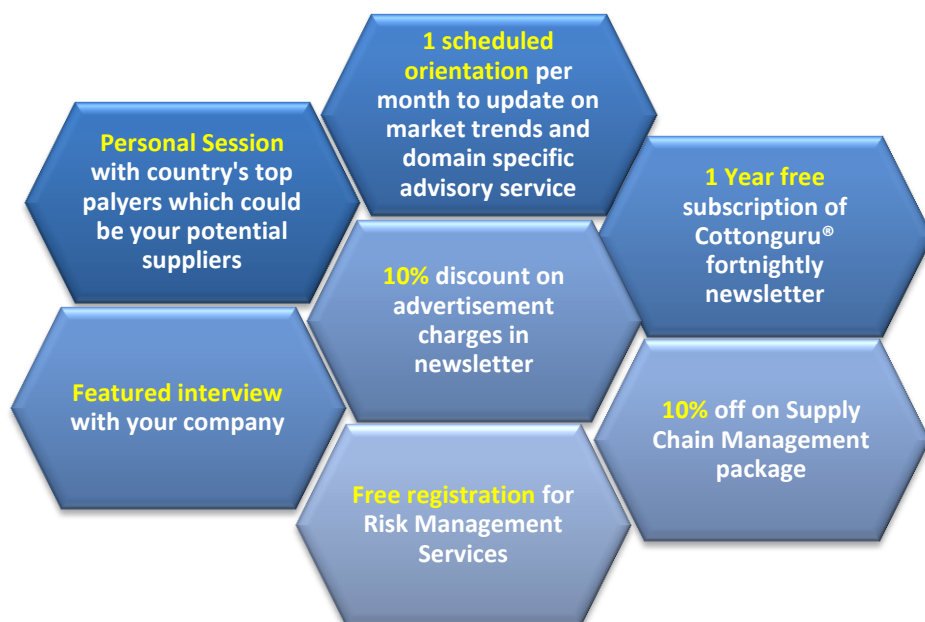 1 scheduled
orientation per
month to update on
market trends and
domain specific
advisory service
Personal Session
with country's top
palyers which could
be your potential
suppliers
1 Year free
subscription of
Cottonguru®
fortnightly
newsletter
10% discount on
advertisement
charges in
newsletter
Featured interview
with your company
10% off on Supply
Chain Management
package
Free registration for
Risk Management
Services